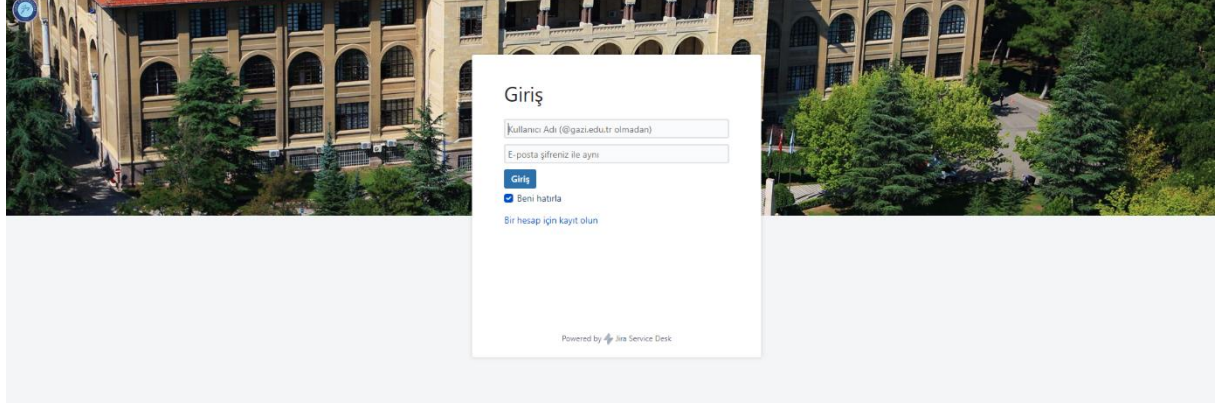 Giriş
Kullanıcı Adı (@gazi.edu.tr olmadan)
E-posta şifreniz ile aynı
Giriş
Beni hatırla
Bir hesap için kayıt olun
Powered by Jira Service Desk